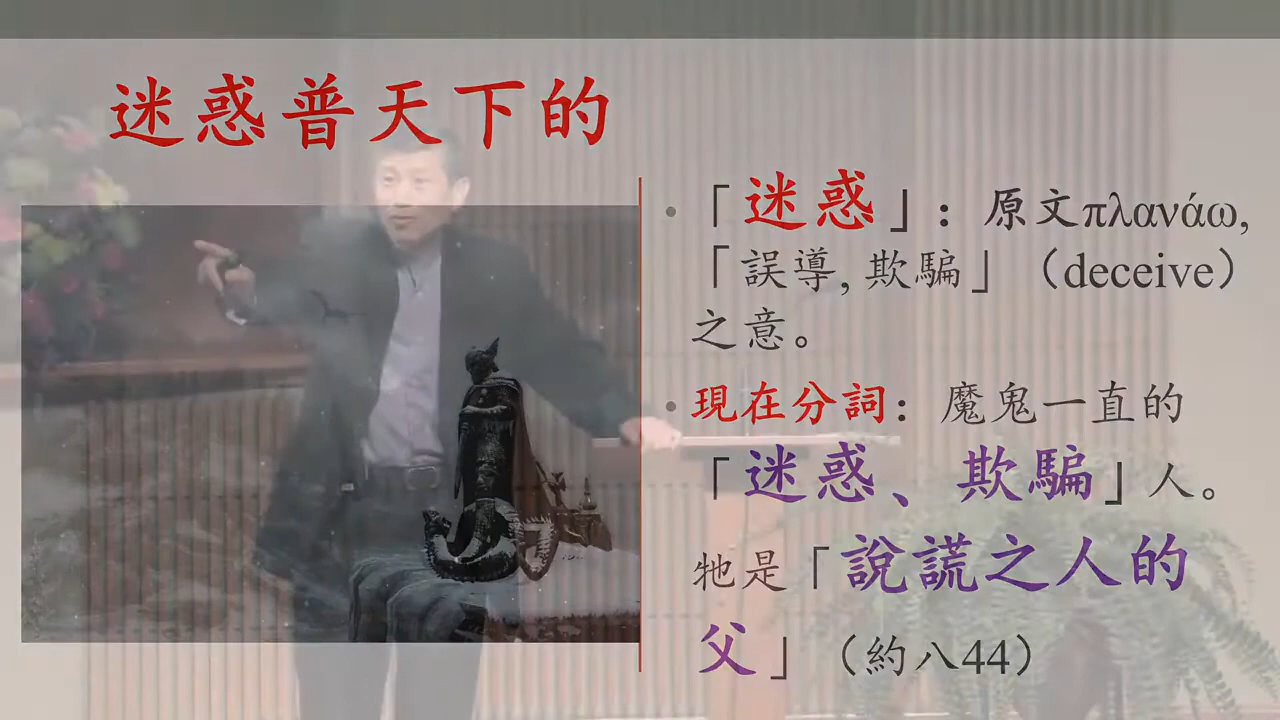 迷惑普天下的
• 「迷惑」：原文πλανάω,
「誤導, 欺騙」（deceive）
之意。
• 現在分詞：魔鬼一直的
「迷惑、欺騙」人。
牠是「說謊之人的
父」（約八44）